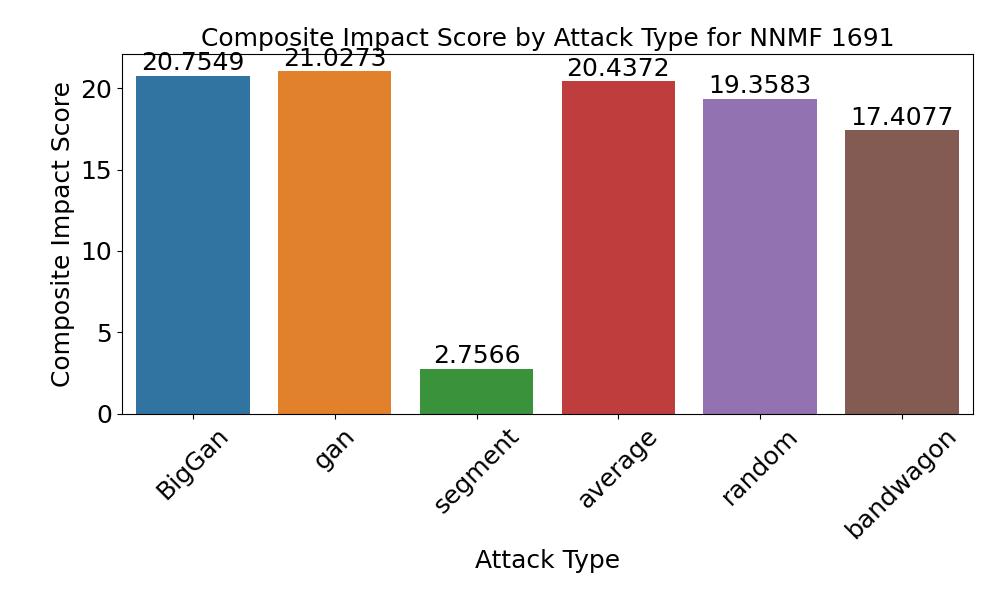 Composite Impact Score by Attack Type for NNMF 1691
Composite Impact Score
20
15
10
5
0
20.7549
21.0273
2.7566
20.4372
19.3583
17.4077
BigGan
gan
segment
average
random
bandwagon
Attack Type